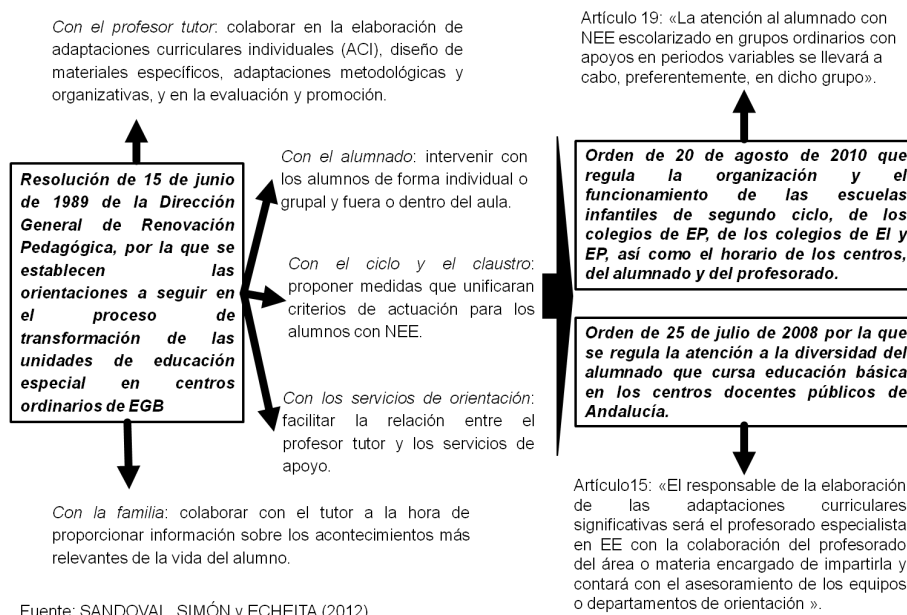 Con el profesor tutor: colaborar en la elaboración de
adaptaciones curriculares individuales (ACI), diseño de
materiales específicos, adaptaciones metodológicas y
organizativas, y en la evaluación y promoción.
Resolución de 15 de junio
de 1989 de la Dirección
General de Renovación
Pedagógica, por la que se
establecen las
orientaciones a seguir en
el proceso de
transformación de las
unidades de educación
especial en centros
ordinarios de EGB
Con el alumnado: intervenir con
los alumnos de forma individual o
grupal y fuera o dentro del aula.
Con el ciclo y el claustro:
proponer medidas que unificaran
criterios de actuación para los
alumnos con NEE.
Con los servicios de orientación:
facilitar la relación entre el
profesor tutor y los servicios de
apoyo.
Con la familia: colaborar con el tutor a la hora de
proporcionar información sobre los acontecimientos más
relevantes de la vida del alumno.
Artículo 19: «La atención al alumnado con
NEE escolarizado en grupos ordinarios con
apoyos en periodos variables se llevará a
cabo, preferentemente, en dicho grupo».
Orden de 20 de agosto de 2010 que
regula la organización y el
funcionamiento de las escuelas
infantiles de segundo ciclo, de los
colegios de EP, de los colegios de EI y
EP, así como el horario de los centros,
del alumnado y del profesorado.
Orden de 25 de julio de 2008 por la que
se regula la atención a la diversidad del
alumnado que cursa educación básica
en los centros docentes públicos de
Andalucía.
Artículo15: «El responsable de la elaboración
de las adaptaciones curriculares
significativas será el profesorado especialista
en EE con la colaboración del profesorado
del área o materia encargado de impartirla y
contará con el asesoramiento de los equipos
o departamentos de orientación ».
Fuente: SANDOVAL, SIMÓN y ECHEITA (2012)